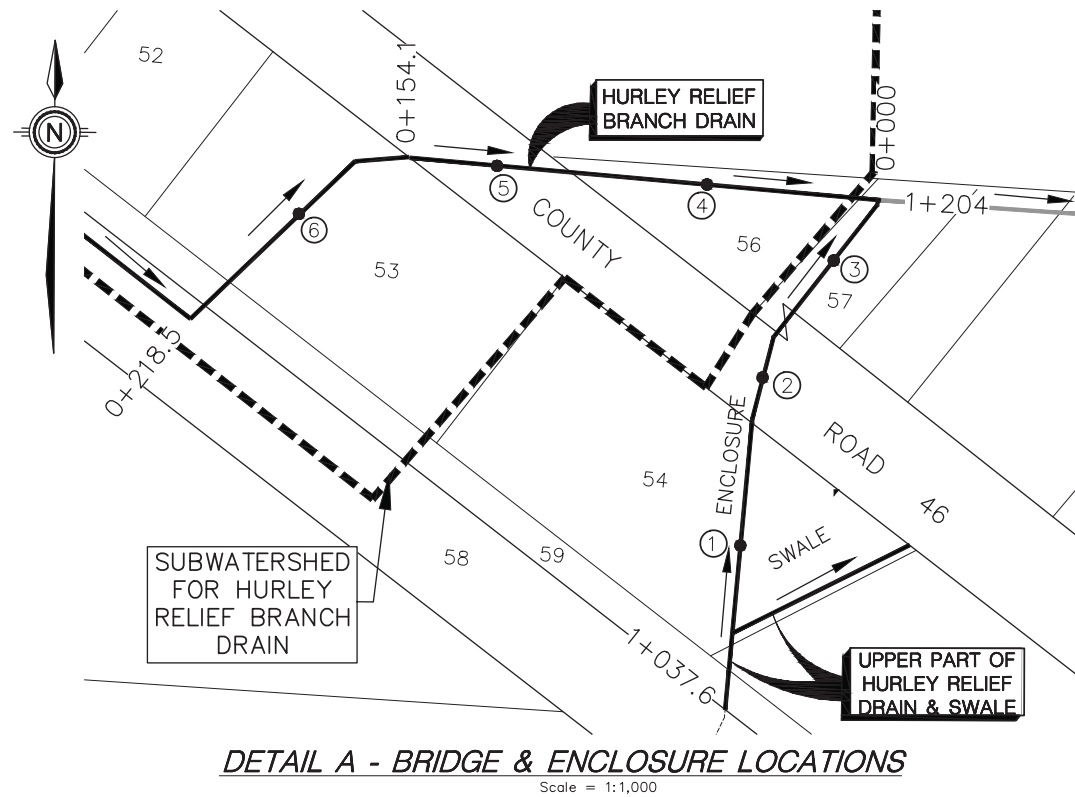 52
0+154.1
HURLEY RELIEF
BRANCH DRAIN
0+000
N
5
4
1+204
6
COUNTY
56
53
3
57
0+218.5
2
ENCLOSURE
ROAD
54
46
1
SWALE
SUBWATERSHED
FOR HURLEY
RELIEF BRANCH
DRAIN
58
59
1+037.6
UPPER PART OF
HURLEY RELIEF
DRAIN & SWALE
DETAIL A - BRIDGE & ENCLOSURE LOCATIONS
Scale = 1:1,000